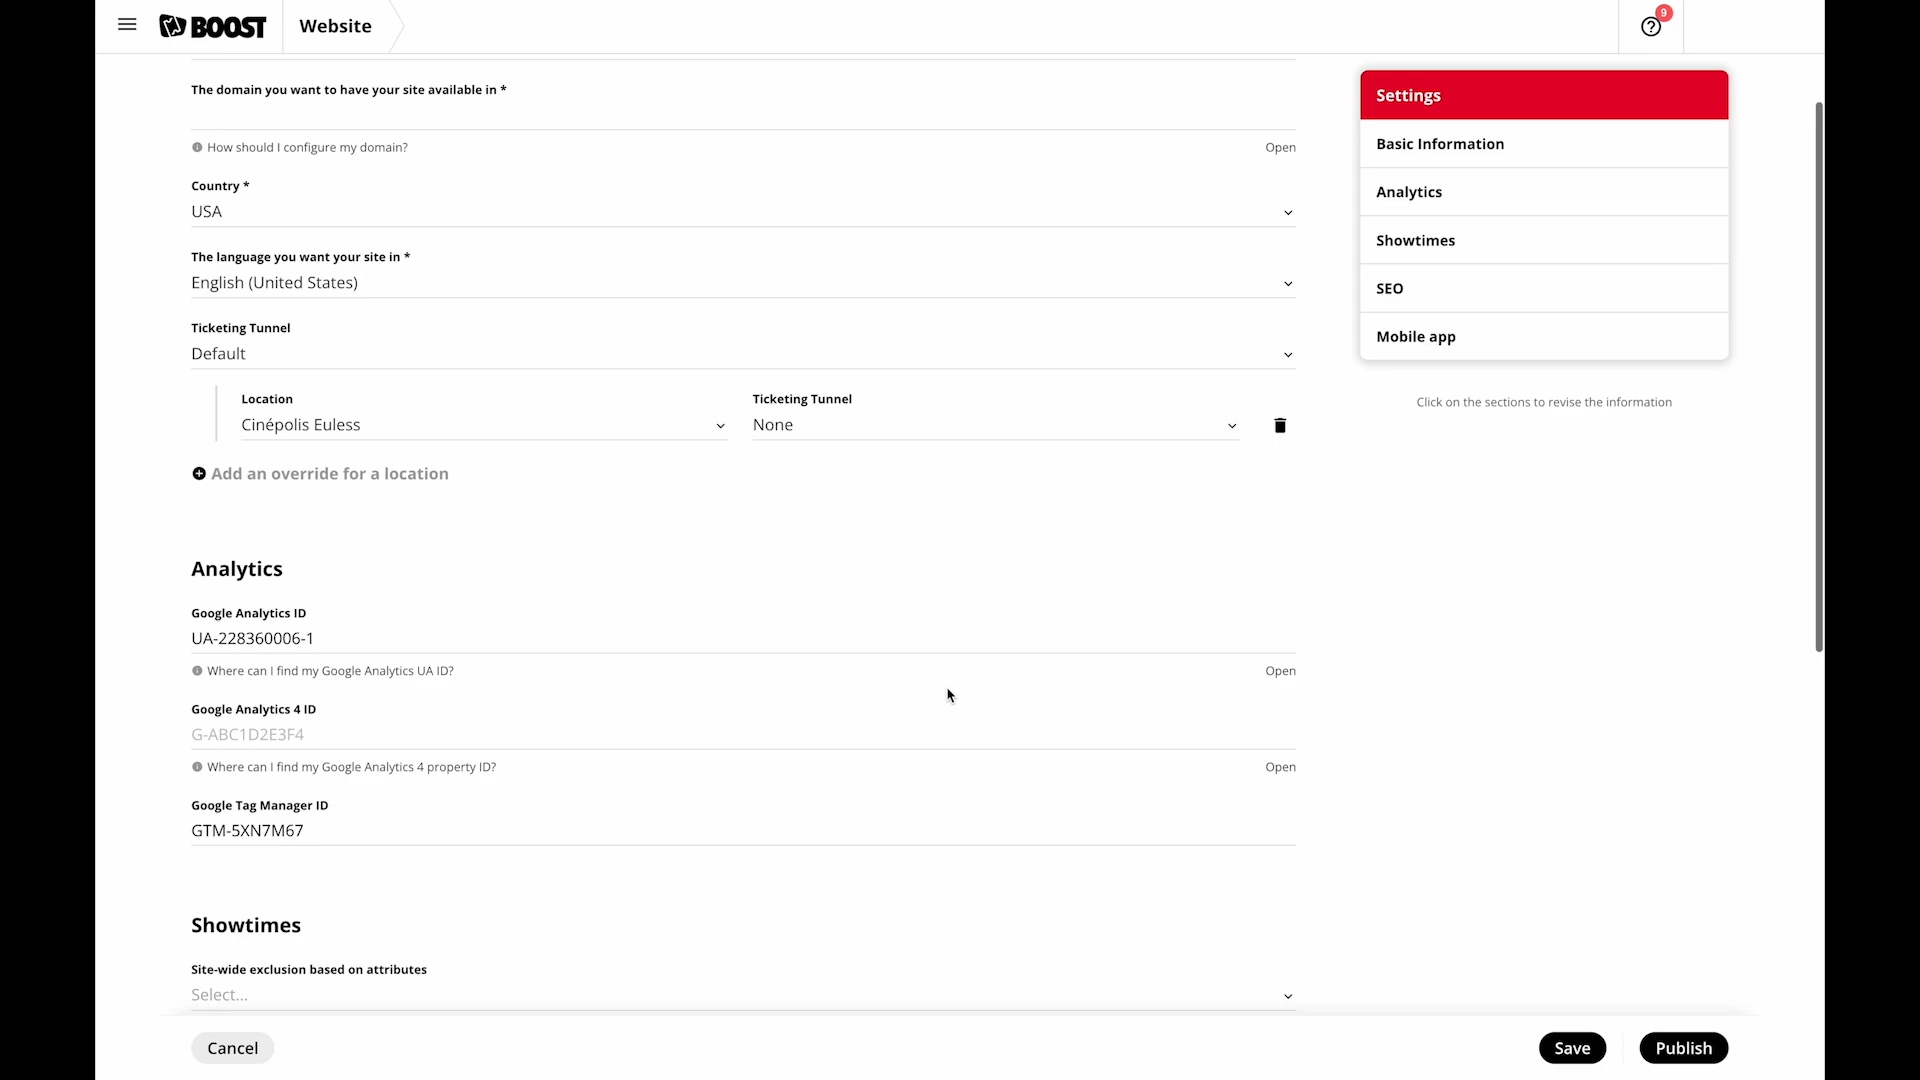 BOOST
Website
9
The domain you want to have your site available in *
How should I configure my domain?
Open
Country *
USA
The language you want your site in *
English (United States)
Ticketing Tunnel
Default
Location
Ticketing Tunnel
Cinépolis Euless
None
Add an override for a location
Analytics
Google Analytics ID
UA-228360006-1
Where can I find my Google Analytics UA ID?
Open
Google Analytics 4 ID
G-ABC1D2E3F4
Where can I find my Google Analytics 4 property ID?
Open
Google Tag Manager ID
GTM-5XN7M67
Showtimes
Site-wide exclusion based on attributes
Select...
Settings
Basic Information
Analytics
Showtimes
SEO
Mobile app
Click on the sections to revise the information
Cancel
Save
Publish